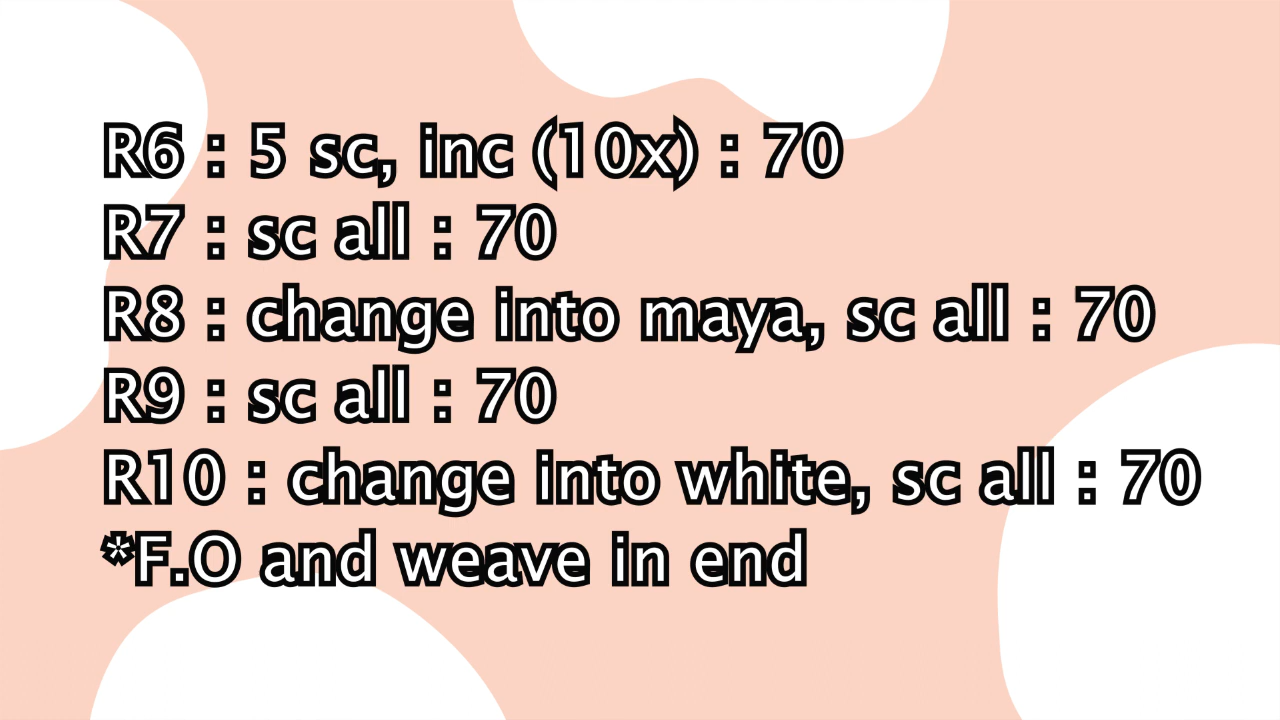 R6 : 5 sc, inc (10x) : 70
R7 : sc all : 70
R8 : change into maya, sc all : 70
R9 : sc all : 70
R10 : change into white, sc all : 70
*F.O and weave in end